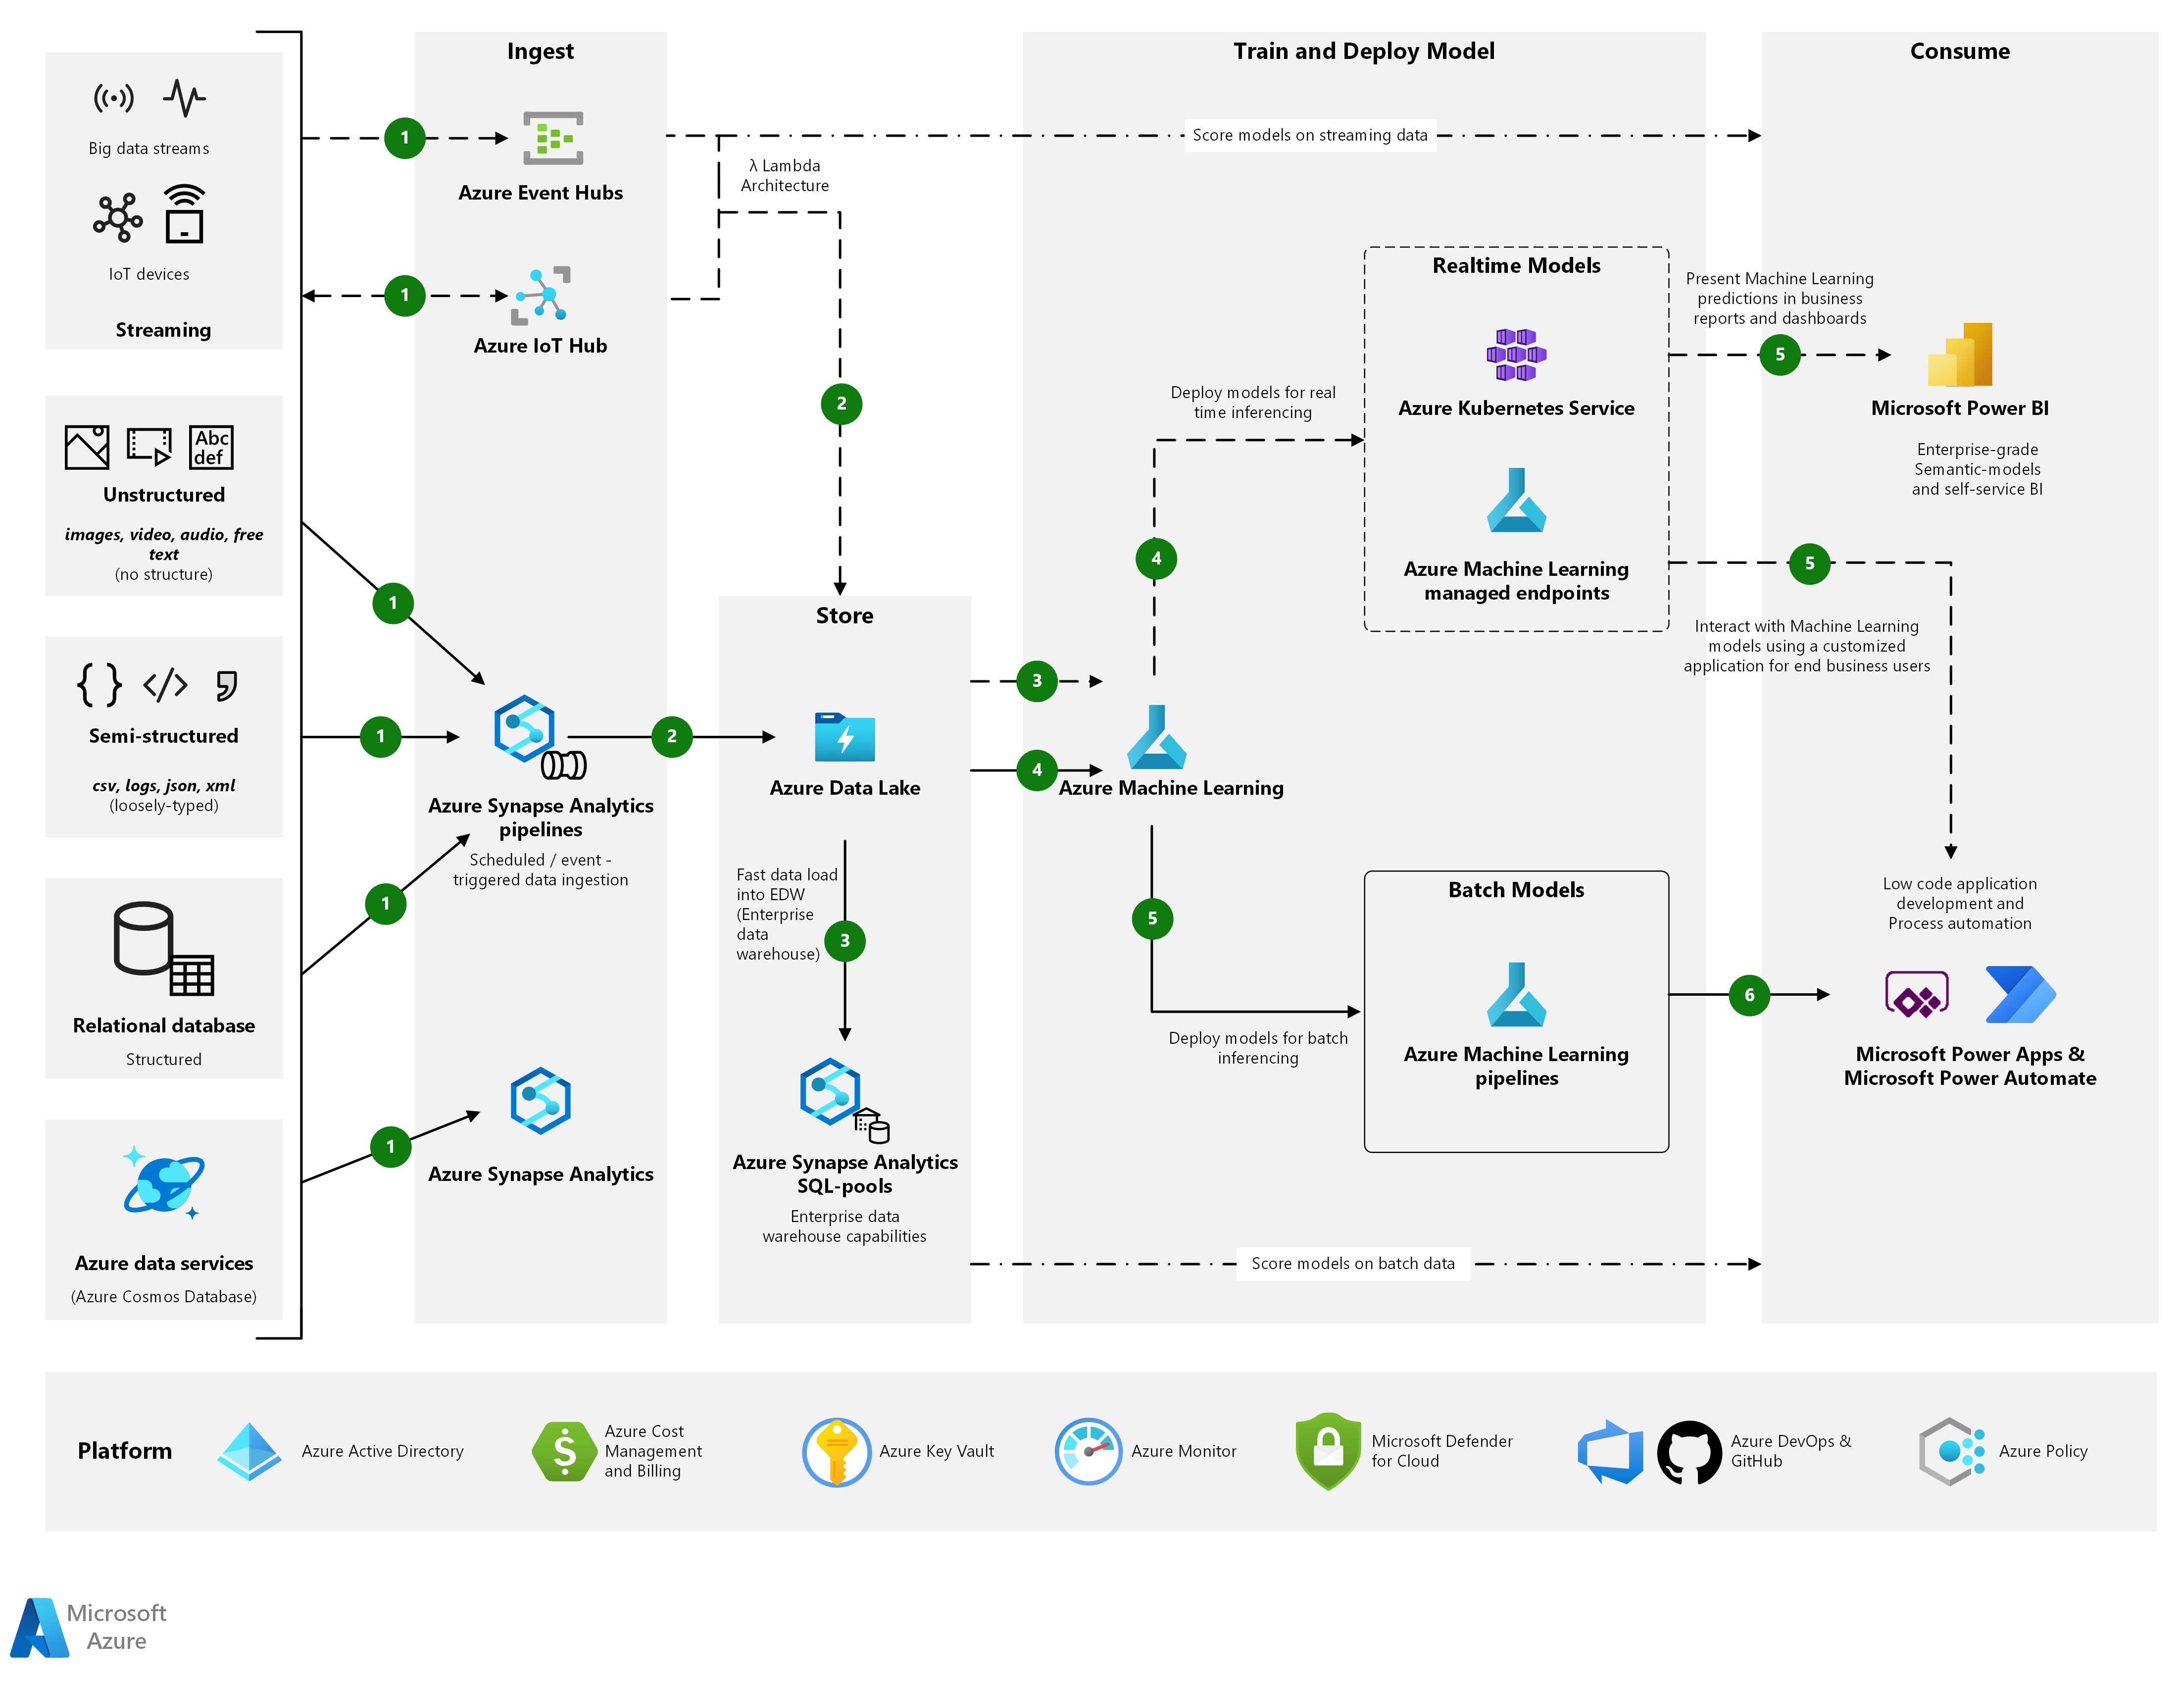 Ingest
Train and Deploy Model
Consume
Big data streams
IoT devices
Streaming
1
Azure Event Hubs
1
Azure IoT Hub
λ Lambda
Architecture
Score models on streaming data
2
Abc
def
Unstructured
images, video, audio, free
text
(no structure)
1
Semi-structured
csv, logs, json, xml
(loosely-typed)
1
Azure Synapse Analytics
pipelines
Scheduled / event -
triggered data ingestion
2
Relational database
Structured
1
Azure data services
(Azure Cosmos Database)
1
Azure Synapse Analytics
Store
Azure Data Lake
Fast data load
into EDW
(Enterprise
data
warehouse)
3
Azure Synapse Analytics
SQL-pools
Enterprise data
warehouse capabilities
3
4
Azure Machine Learning
Deploy models for real
time inferencing
4
Realtime Models
Azure Kubernetes Service
Azure Machine Learning
managed endpoints
5
Deploy models for batch
inferencing
Batch Models
Azure Machine Learning
pipelines
Score models on batch data
Present Machine Learning
predictions in business
reports and dashboards
5
Microsoft Power BI
Enterprise-grade
Semantic-models
and self-service BI
5
Interact with Machine Learning
models using a customized
application for end business users
Low code application
development and
Process automation
6
Microsoft Power Apps &
Microsoft Power Automate
Platform
Azure Active Directory
$
Azure Cost
Management
and Billing
Azure Key Vault
Azure Monitor
Microsoft Defender
for Cloud
Azure DevOps &
GitHub
Azure Policy
Microsoft
Azure